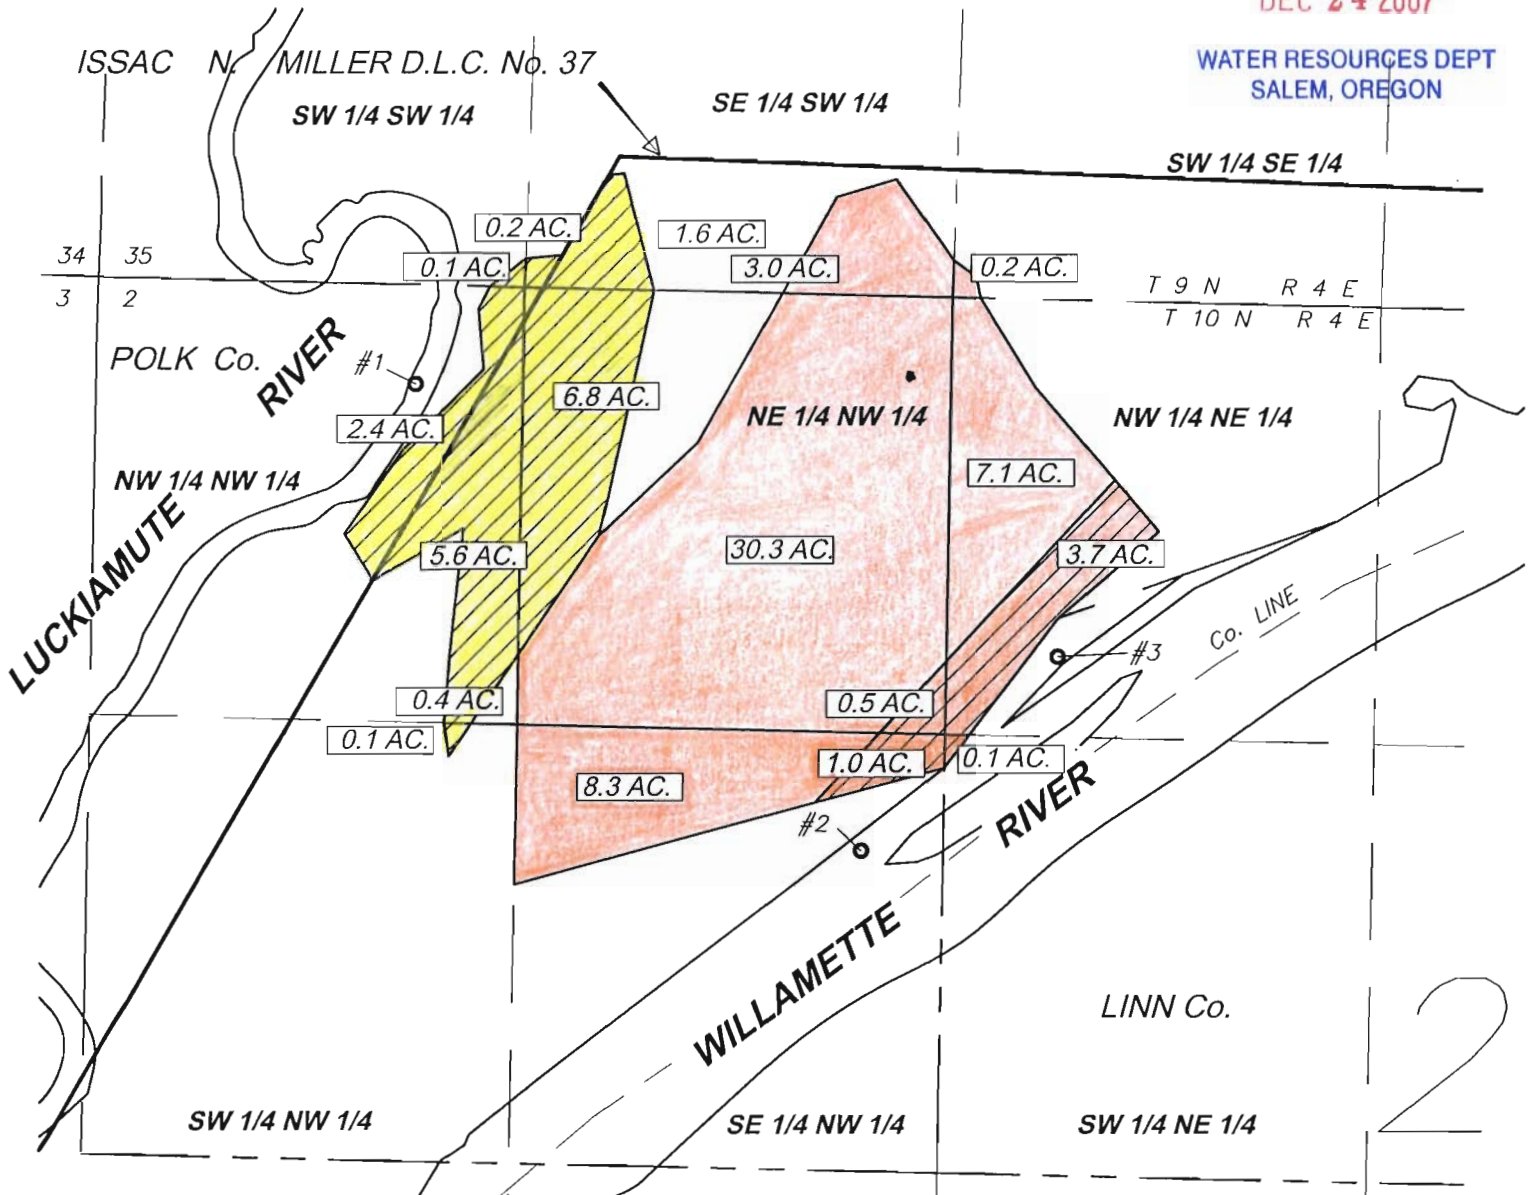 DEC 24 2007
WATER RESOURCES DEPT
SALEM, OREGON
ISSAC N. MILLER D.L.C. No. 37
SW 1/4 SW 1/4
SE 1/4 SW 1/4
SW 1/4 SE 1/4
0.2 AC.
1.6 AC.
0.1 AC.
3.0 AC.
0.2 AC.
34 35
3 2
T 9 N R 4 E
T 10 N R 4 E
POLK Co.
RIVER
#1
6.8 AC.
2.4 AC.
NE 1/4 NW 1/4
NW 1/4 NE 1/4
NW 1/4 NW 1/4
7.1 AC.
LUCKIAMUTE
5.6 AC.
30.3 AC.
3.7 AC.
Co. LINE
#3
0.4 AC.
0.5 AC.
0.1 AC.
1.0 AC.
0.1 AC.
8.3 AC.
#2
RIVER
WILLAMETTE
LINN Co.
2
SW 1/4 NW 1/4
SE 1/4 NW 1/4
SW 1/4 NE 1/4